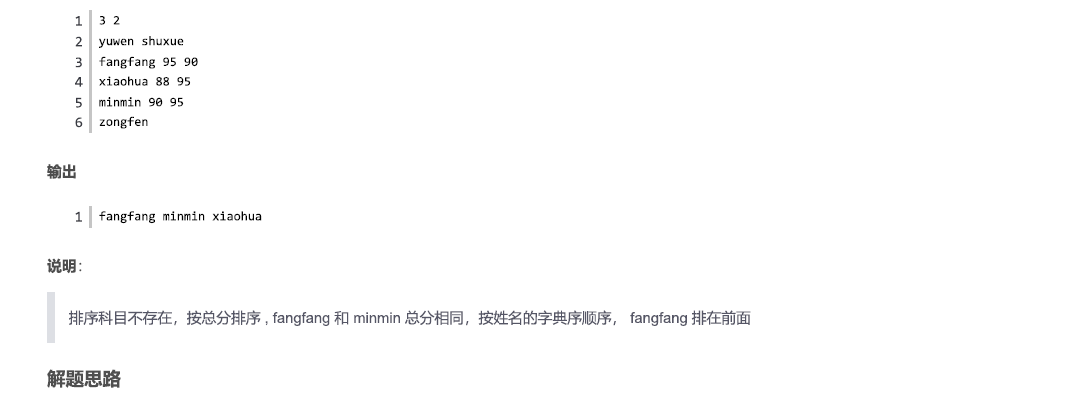 1 3 2
2 yuwen shuxue
3 fangfang 95 90
4 xiaohua 88 95
5 minmin 90 95
6 zongfen
输出
1 fangfang minmin xiaohua
说明：
排序科目不存在，按总分排序 , fangfang 和 minmin 总分相同，按姓名的字典序顺序， fangfang 排在前面
解题思路